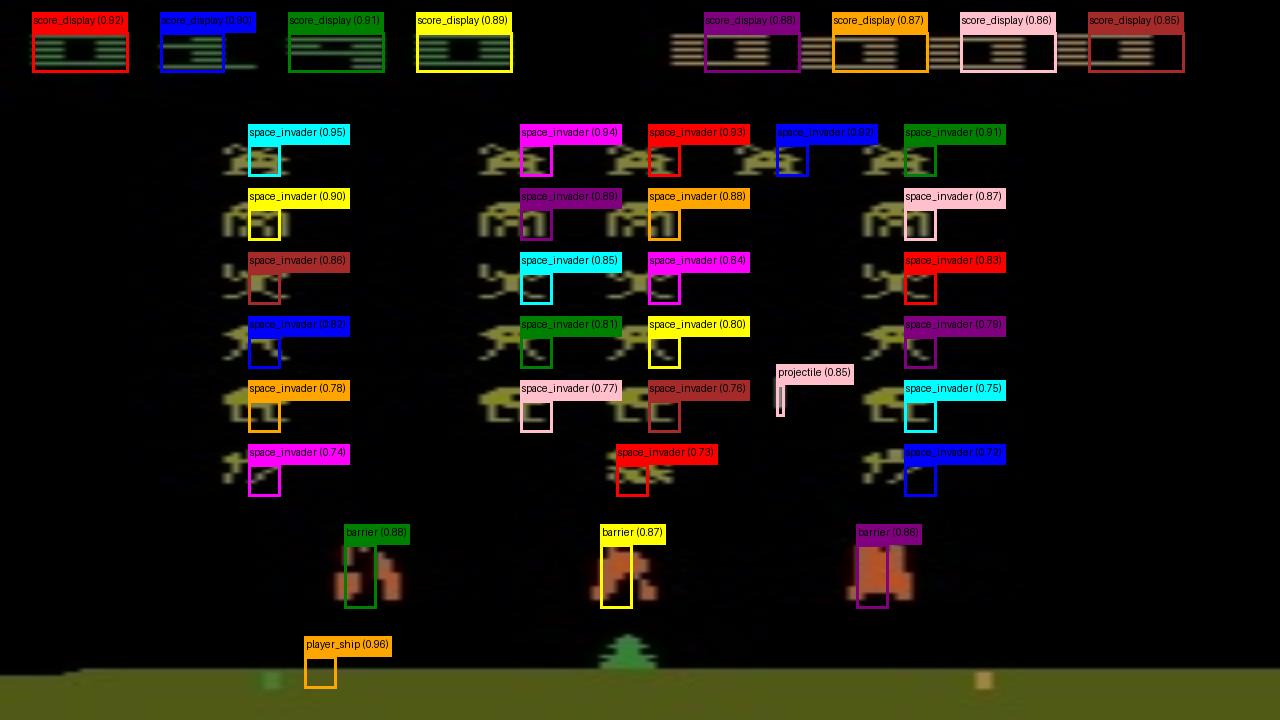 score_display (0.92) score_display (0.90) score_display (0.91) score_display (0.89) score_display (0.88) score_display (0.87) score_display (0.86) score_display (0.85)
space_invader (0.95) space_invader (0.94) space_invader (0.93) space_invader (0.92) space_invader (0.91)
space_invader (0.90) space_invader (0.89) space_invader (0.88) space_invader (0.87)
space_invader (0.86) space_invader (0.85) space_invader (0.84) space_invader (0.83)
space_invader (0.82) space_invader (0.81) space_invader (0.80) space_invader (0.79)
projectile (0.85)
space_invader (0.78) space_invader (0.77) space_invader (0.76) space_invader (0.75)
space_invader (0.74) space_invader (0.73) space_invader (0.72)
barrier (0.88) barrier (0.87) barrier (0.86)
player_ship (0.96)